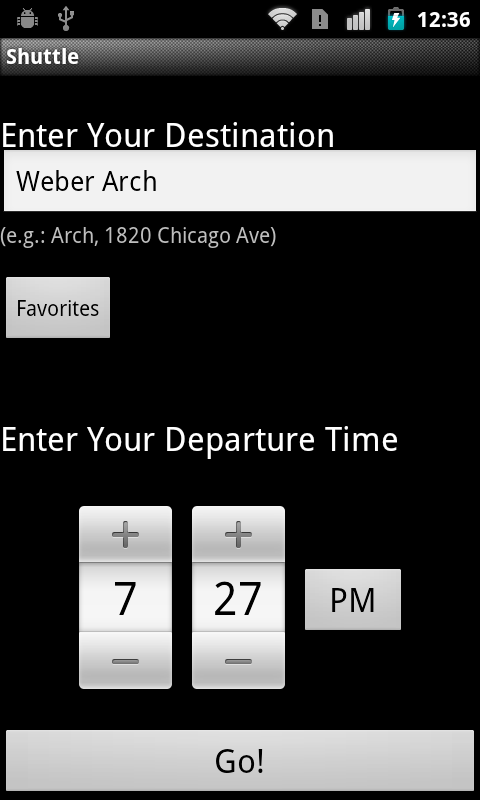 12:36
Shuttle
Enter Your Destination
Weber Arch
(e.g.: Arch, 1820 Chicago Ave)
Favorites
Enter Your Departure Time
+ +
7 27 PM
− −
Go!